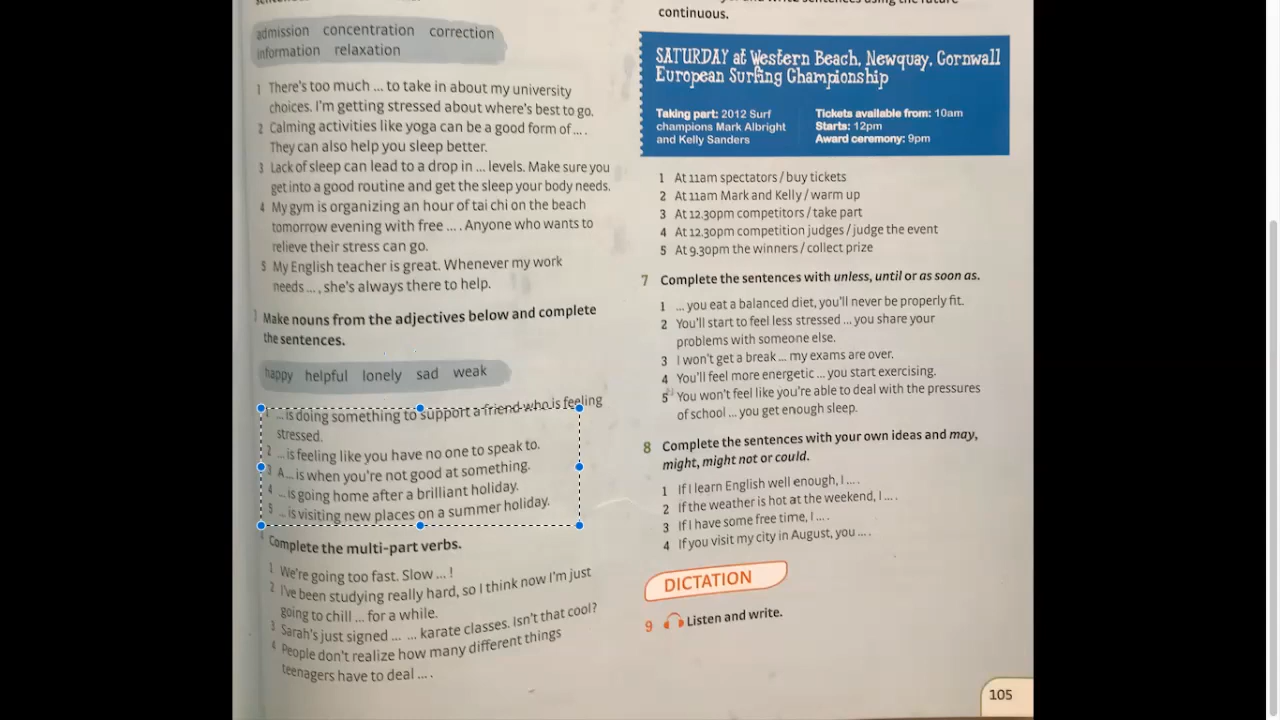 admission concentration correction
information relaxation
1 There's too much ... to take in about my university
choices. I'm getting stressed about where's best to go.
2 Calming activities like yoga can be a good form of ... .
They can also help you sleep better.
3 Lack of sleep can lead to a drop in ... levels. Make sure you
get into a good routine and get the sleep your body needs.
4 My gym is organizing an hour of tai chi on the beach
tomorrow evening with free ... . Anyone who wants to
relieve their stress can go.
5 My English teacher is great. Whenever my work
needs ... , she's always there to help.
Make nouns from the adjectives below and complete
the sentences.
happy helpful lonely sad weak
1 ... is doing something to support a friend who is feeling
stressed.
2 ... is feeling like you have no one to speak to.
3 A ... is when you're not good at something.
4 ... is going home after a brilliant holiday.
5 ... is visiting new places on a summer holiday.
Complete the multi-part verbs.
1 We're going too fast. Slow ... !
2 I've been studying really hard, so I think now I'm just
going to chill ... for a while.
3 Sarah's just signed ... ... karate classes. Isn't that cool?
4 People don't realize how many different things
teenagers have to deal ... .
continuous.
SATURDAY at Western Beach, Newquay, Cornwall
European Surfing Championship
Taking part: 2012 Surf
champions Mark Albright
and Kelly Sanders
Tickets available from: 10am
Starts: 12pm
Award ceremony: 9pm
1 At 11am spectators / buy tickets
2 At 11am Mark and Kelly / warm up
3 At 12.30pm competitors / take part
4 At 12.30pm competition judges / judge the event
5 At 9.30pm the winners / collect prize
7 Complete the sentences with unless, until or as soon as.
1 ... you eat a balanced diet, you'll never be properly fit.
2 You'll start to feel less stressed ... you share your
problems with someone else.
3 I won't get a break ... my exams are over.
4 You'll feel more energetic ... you start exercising.
5 You won't feel like you're able to deal with the pressures
of school ... you get enough sleep.
8 Complete the sentences with your own ideas and may,
might, might not or could.
1 If I learn English well enough, I ... .
2 If the weather is hot at the weekend, I ... .
3 If I have some free time, I ... .
4 If you visit my city in August, you ... .
DICTATION
9 Listen and write.
105